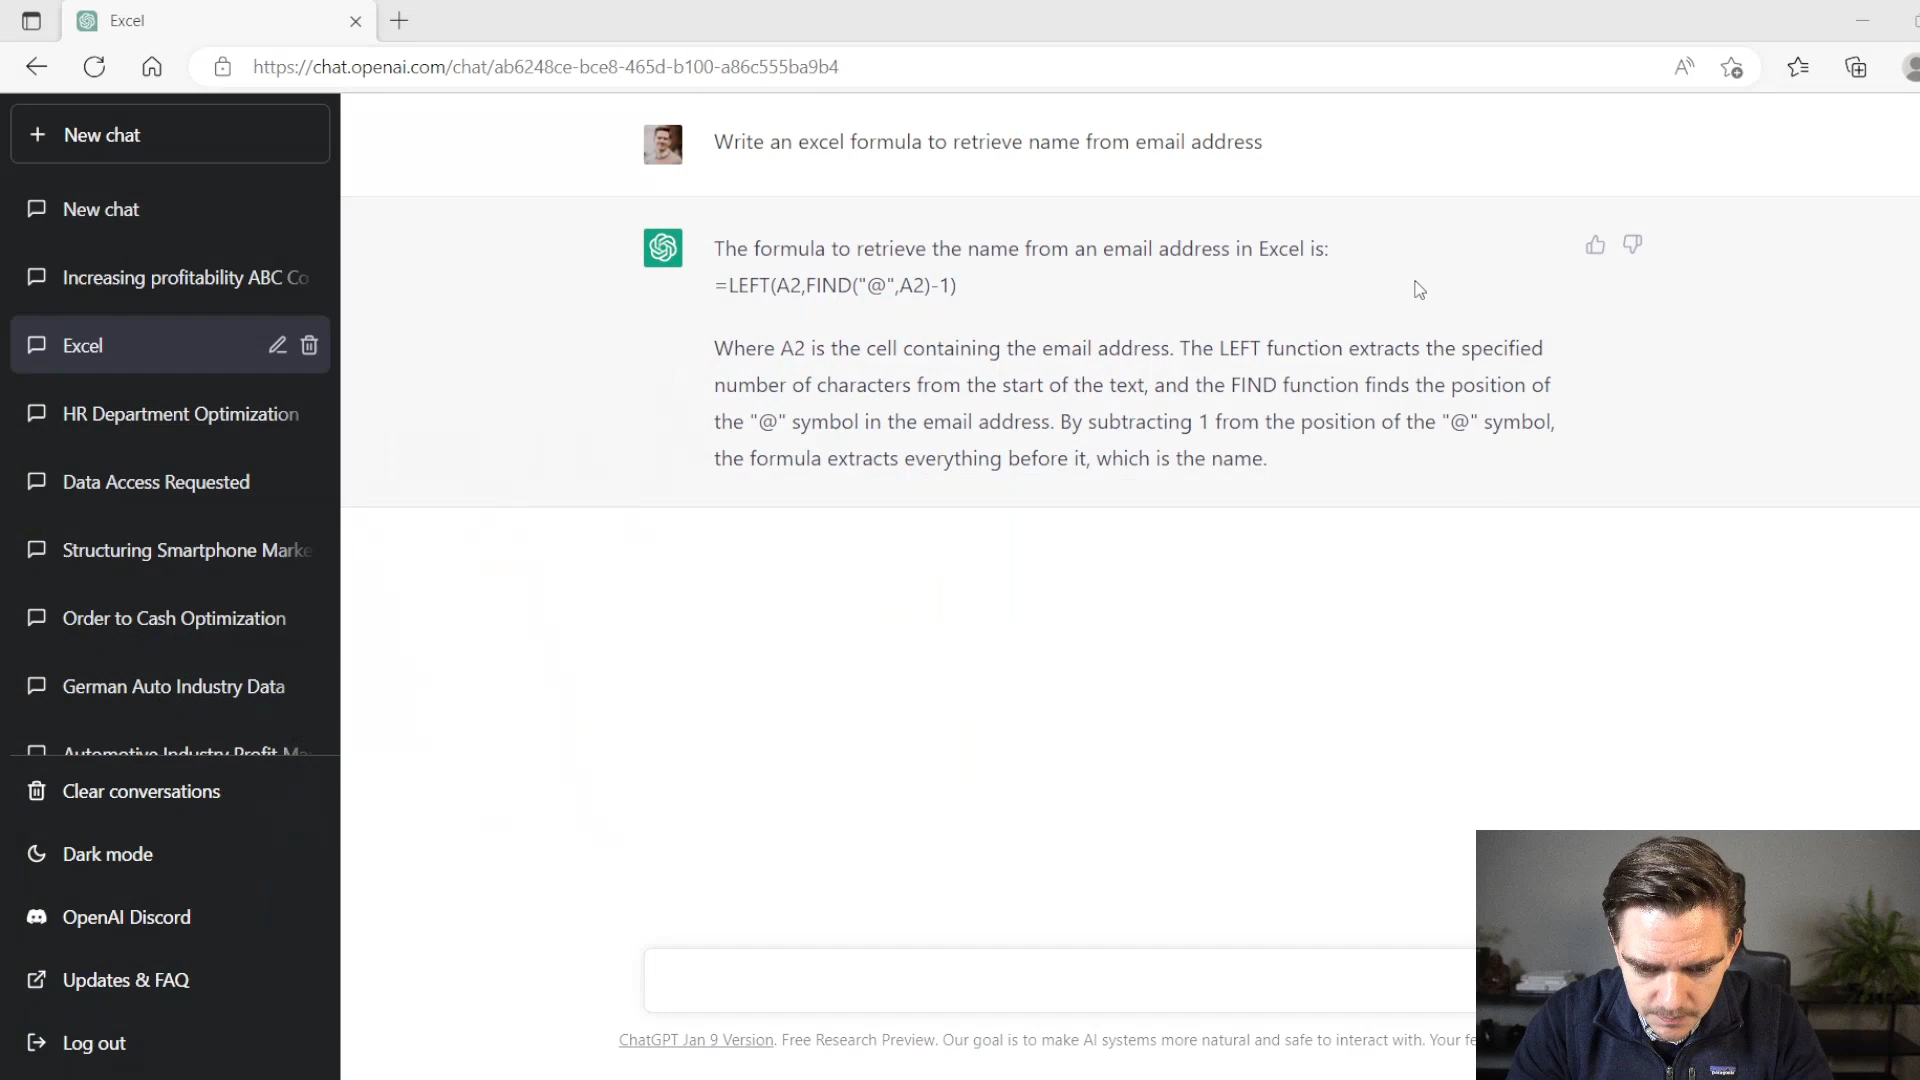 Excel
https://chat.openai.com/chat/ab6248ce-bce8-465d-b100-a86c555ba9b4
New chat
New chat
Increasing profitability ABC Co
Excel
HR Department Optimization
Data Access Requested
Structuring Smartphone Marke
Order to Cash Optimization
German Auto Industry Data
Automotive Industry Profit Ma
Clear conversations
Dark mode
OpenAI Discord
Updates & FAQ
Log out
Write an excel formula to retrieve name from email address
The formula to retrieve the name from an email address in Excel is:
=LEFT(A2,FIND("@",A2)-1)
Where A2 is the cell containing the email address. The LEFT function extracts the specified
number of characters from the start of the text, and the FIND function finds the position of
the "@" symbol in the email address. By subtracting 1 from the position of the "@" symbol,
the formula extracts everything before it, which is the name.
ChatGPT Jan 9 Version. Free Research Preview. Our goal is to make AI systems more natural and safe to interact with. Your fe
patagonia